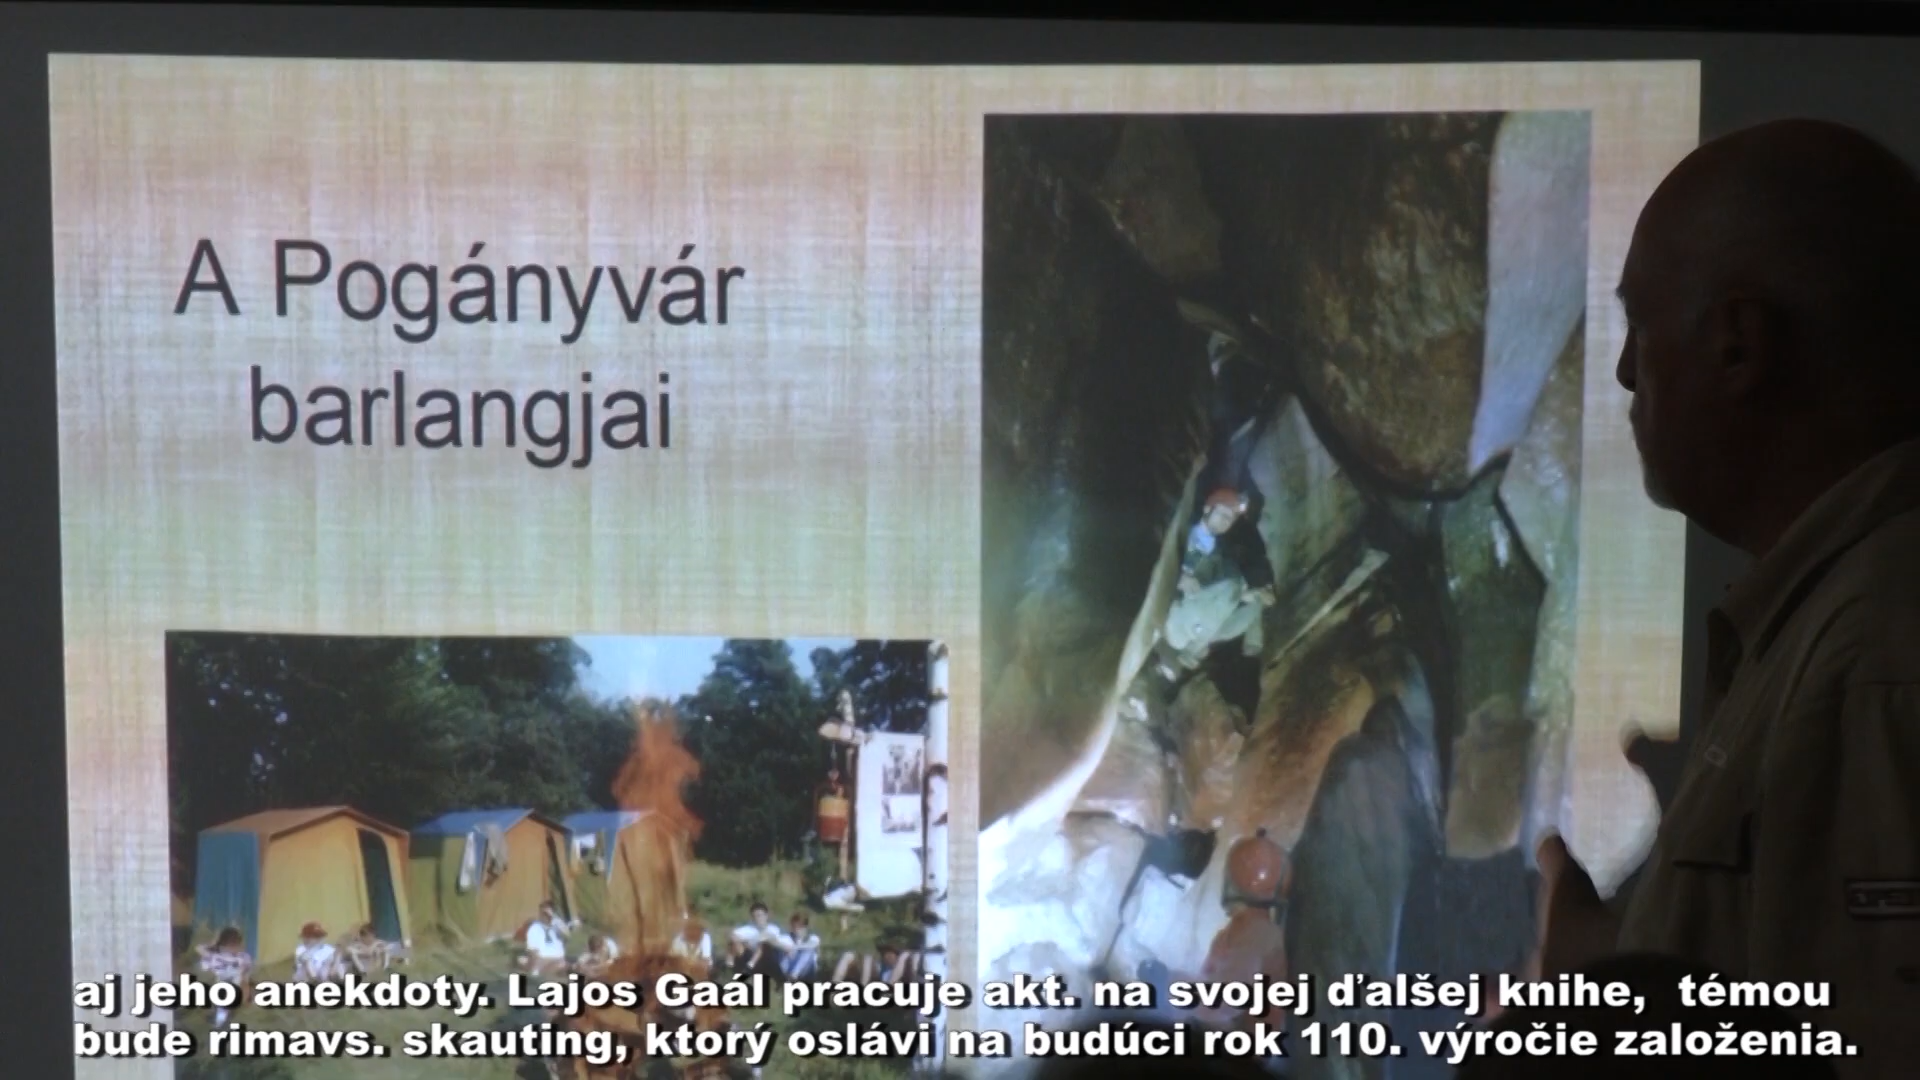 A Pogányvár
barlangjai
aj jeho anekdoty. Lajos Gaál pracuje akt. na svojej ďalšej knihe, témou
bude rimavs. skauting, ktorý oslávi na budúci rok 110. výročie založenia.